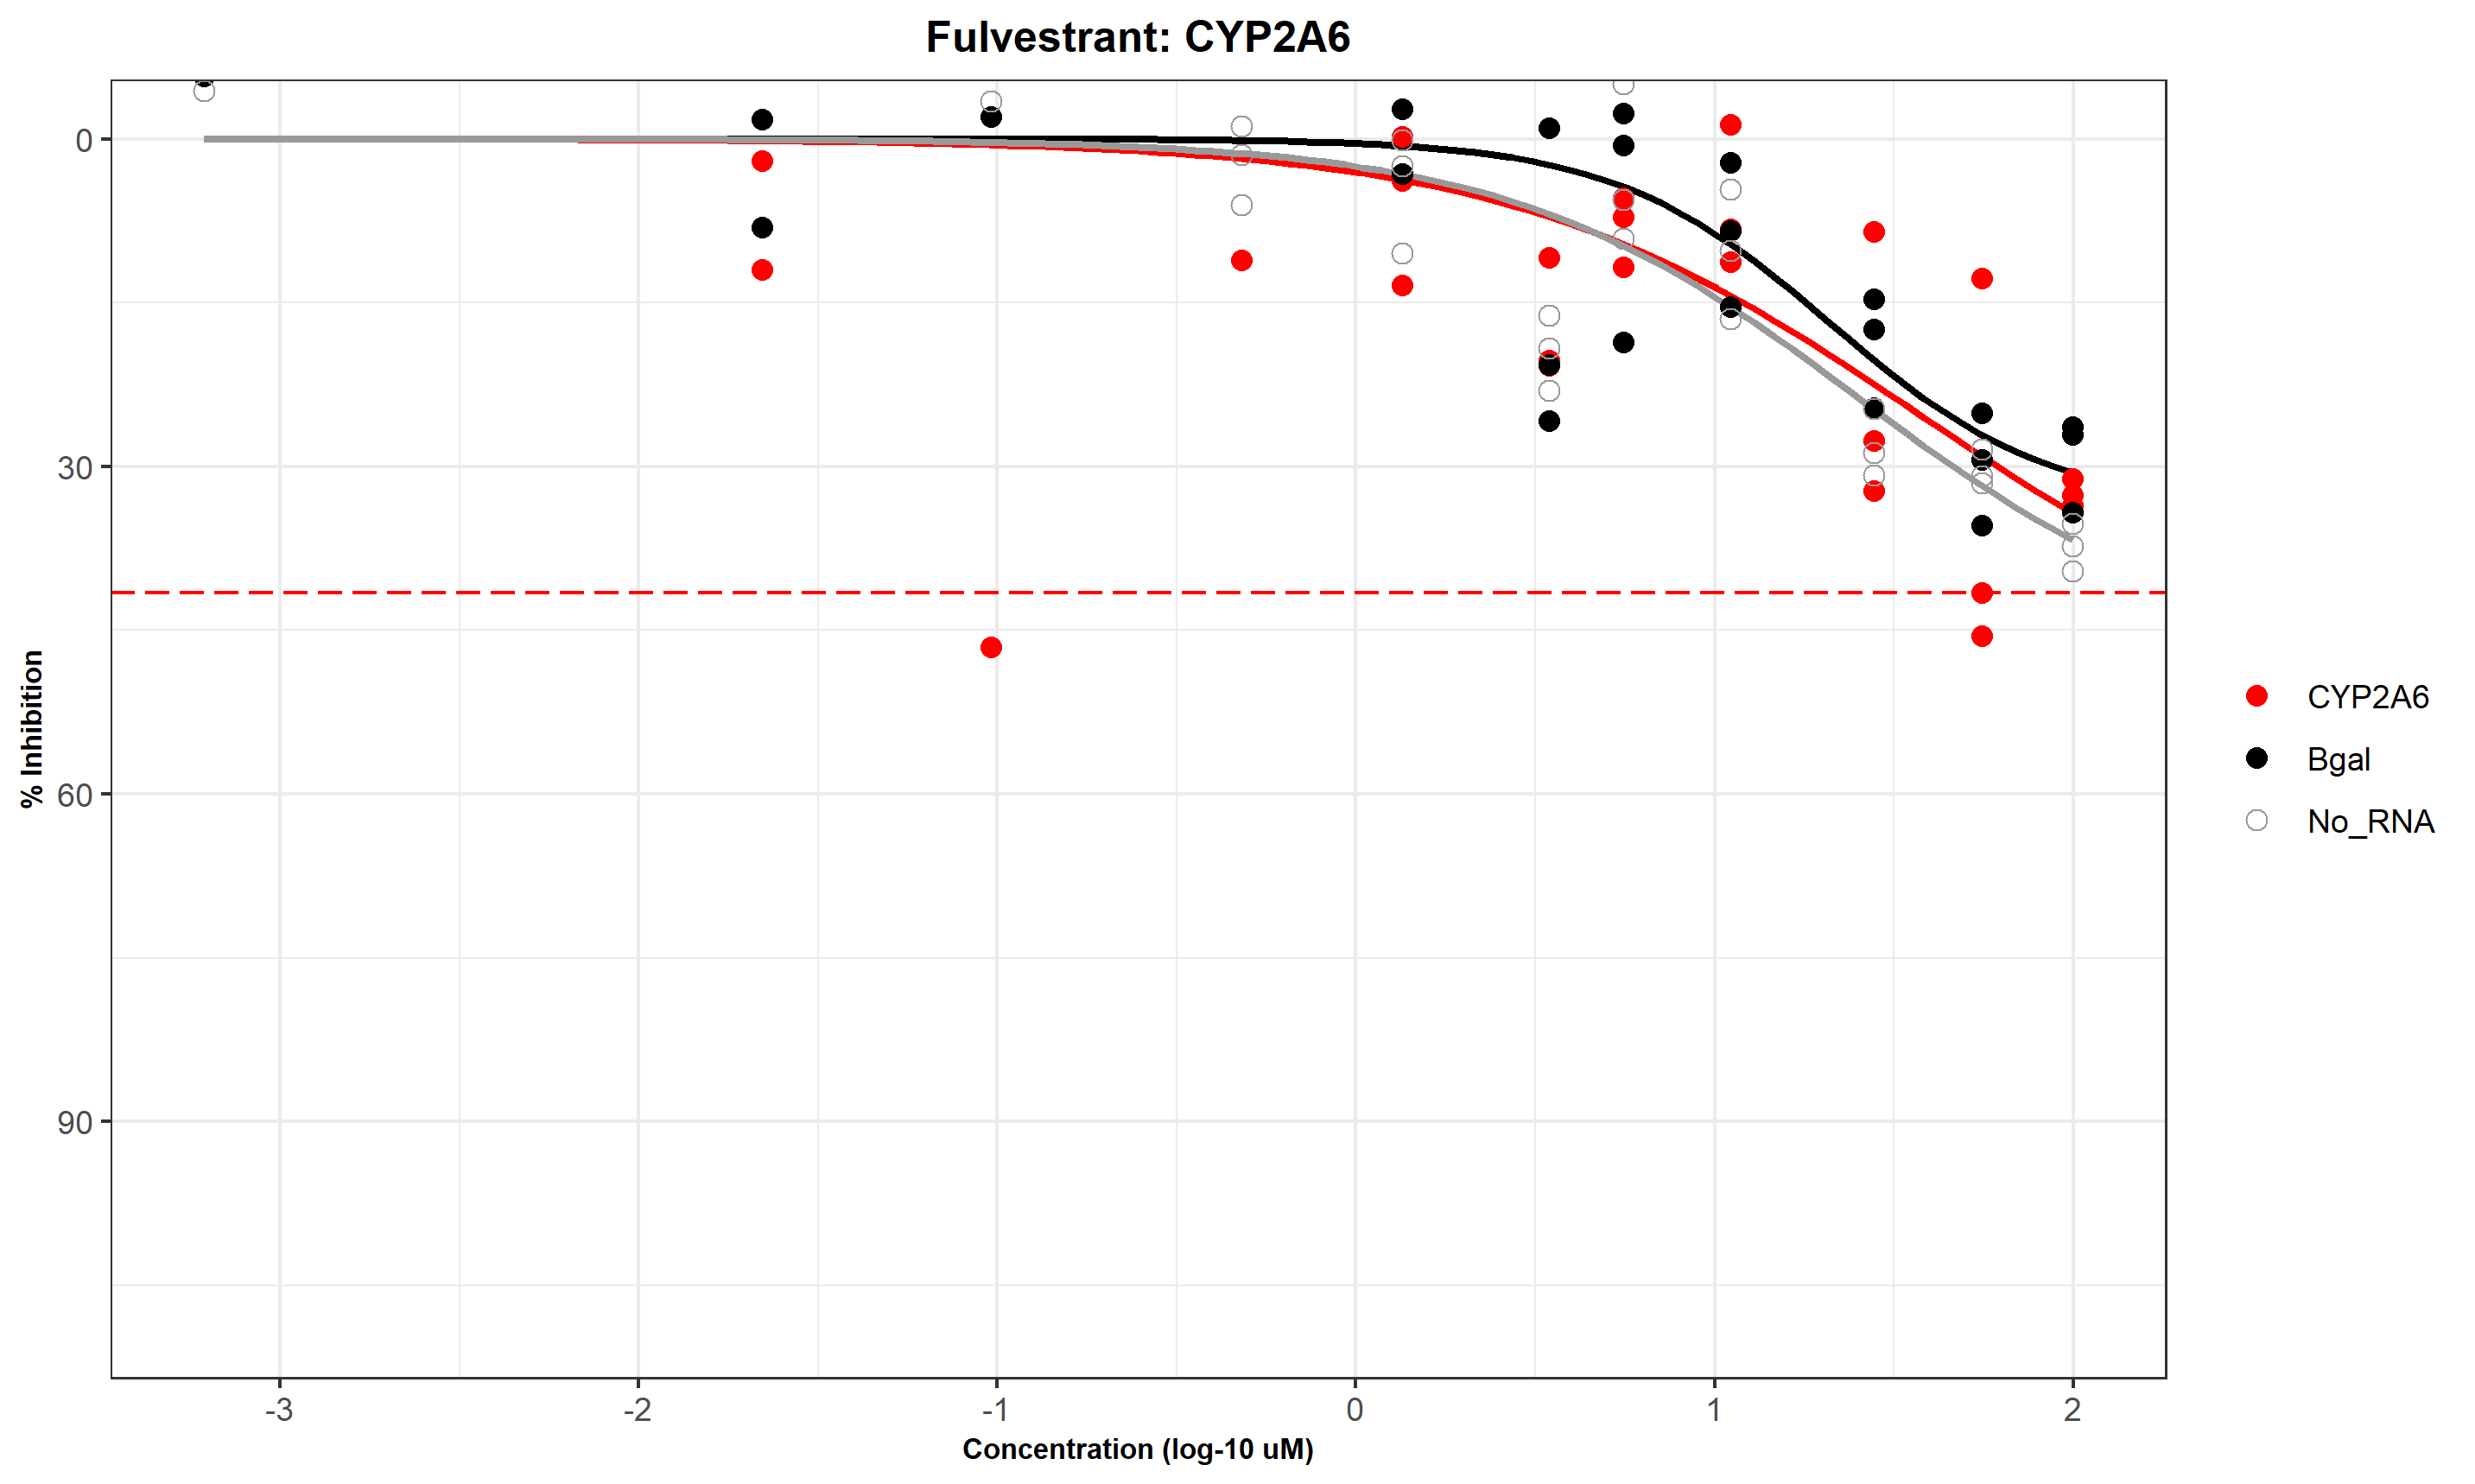 Fulvestrant: CYP2A6
% Inhibition
0
30
60
90
-3
-2
-1
0
1
2
Concentration (log-10 uM)
CYP2A6
Bgal
No_RNA